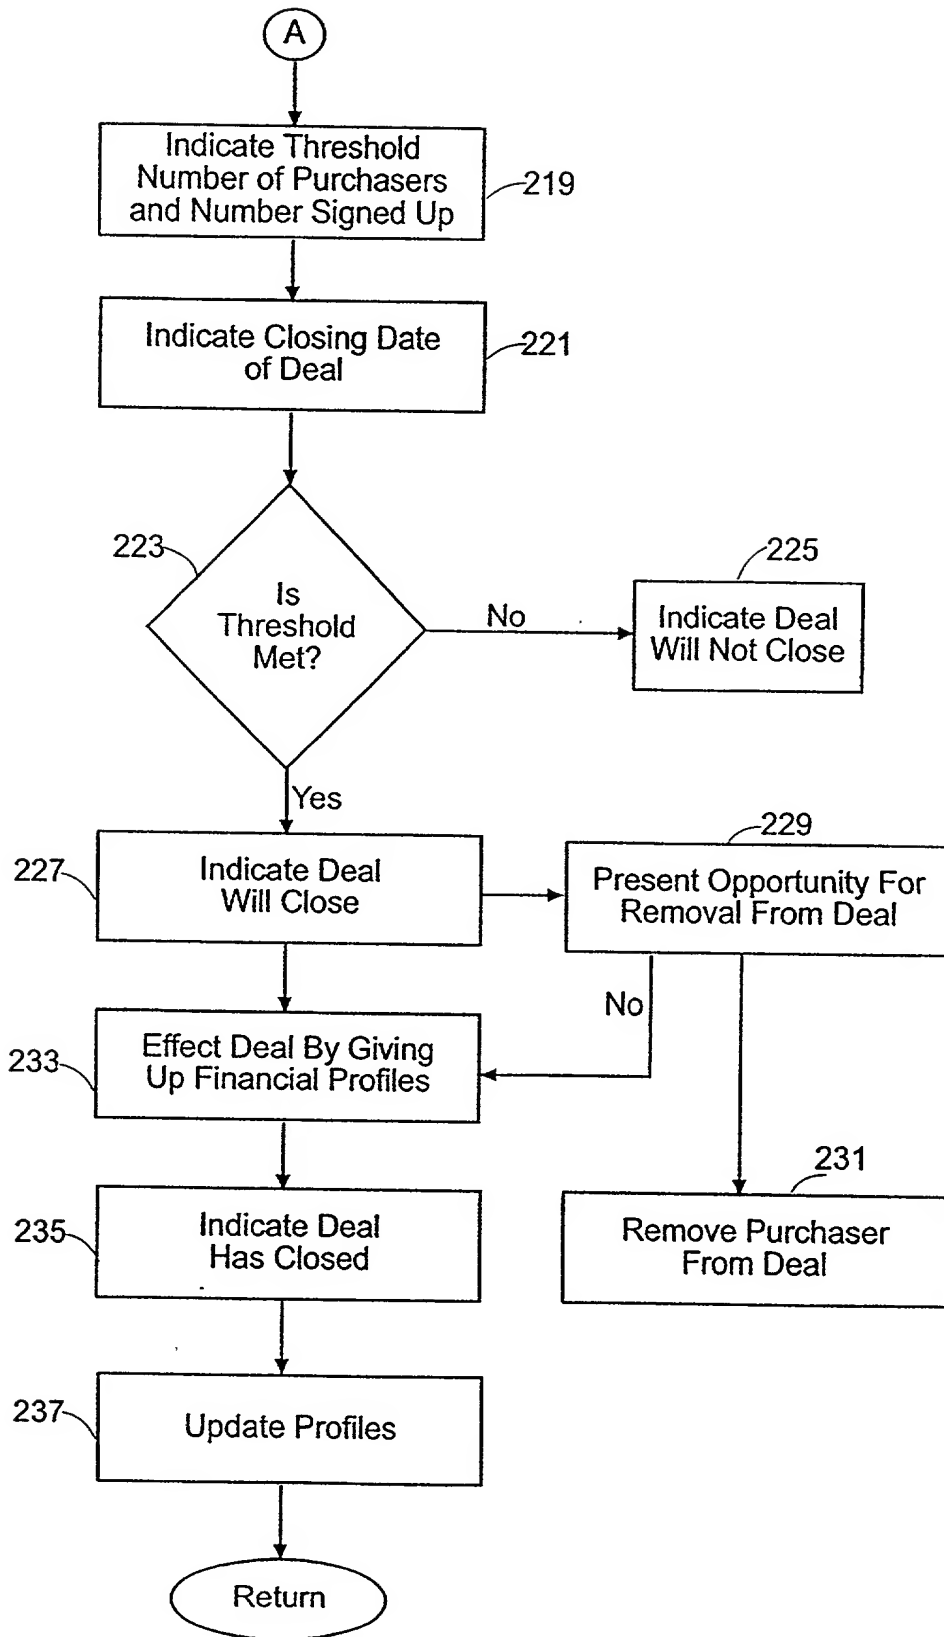 A
Indicate Threshold
Number of Purchasers
and Number Signed Up
219
Indicate Closing Date
of Deal
221
223
Is
Threshold
Met?
No
225
Indicate Deal
Will Not Close
Yes
227
Indicate Deal
Will Close
229
Present Opportunity For
Removal From Deal
No
233
Effect Deal By Giving
Up Financial Profiles
231
Remove Purchaser
From Deal
235
Indicate Deal
Has Closed
237
Update Profiles
Return